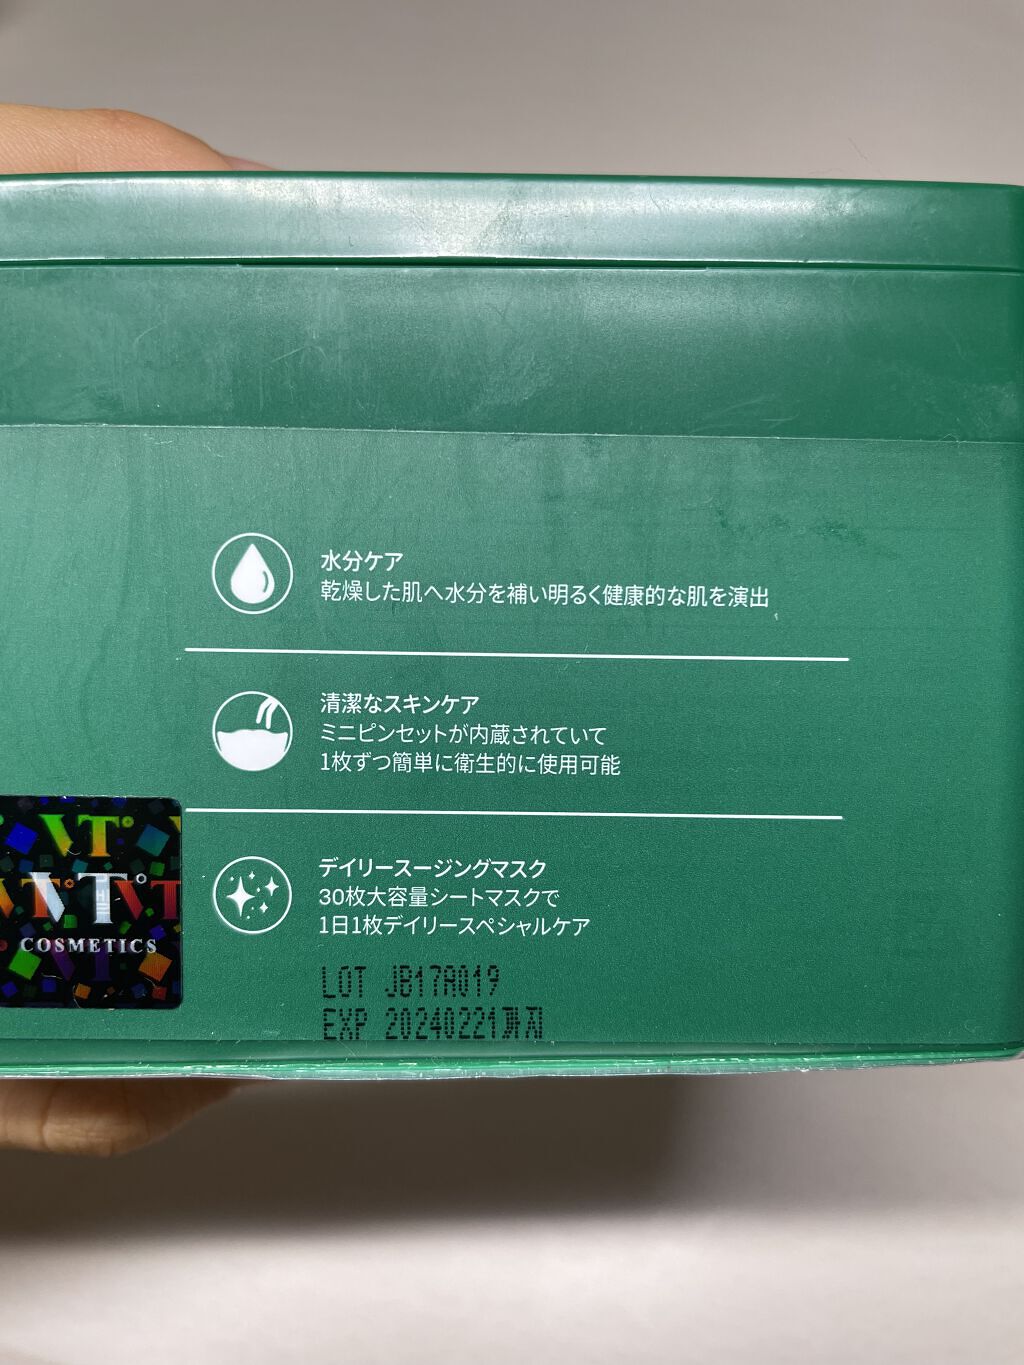 水分ケア
乾燥した肌へ水分を補い明るく健康的な肌を演出
清潔なスキンケア
ミニピンセットが内蔵されていて
1枚ずつ簡単に衛生的に使用可能
VT
VT VT
COSMETICS
デイリースージングマスク
30枚大容量シートマスクで
1日1枚デイリースペシャルケア
LOT JB17A019
EXP 20240221까지